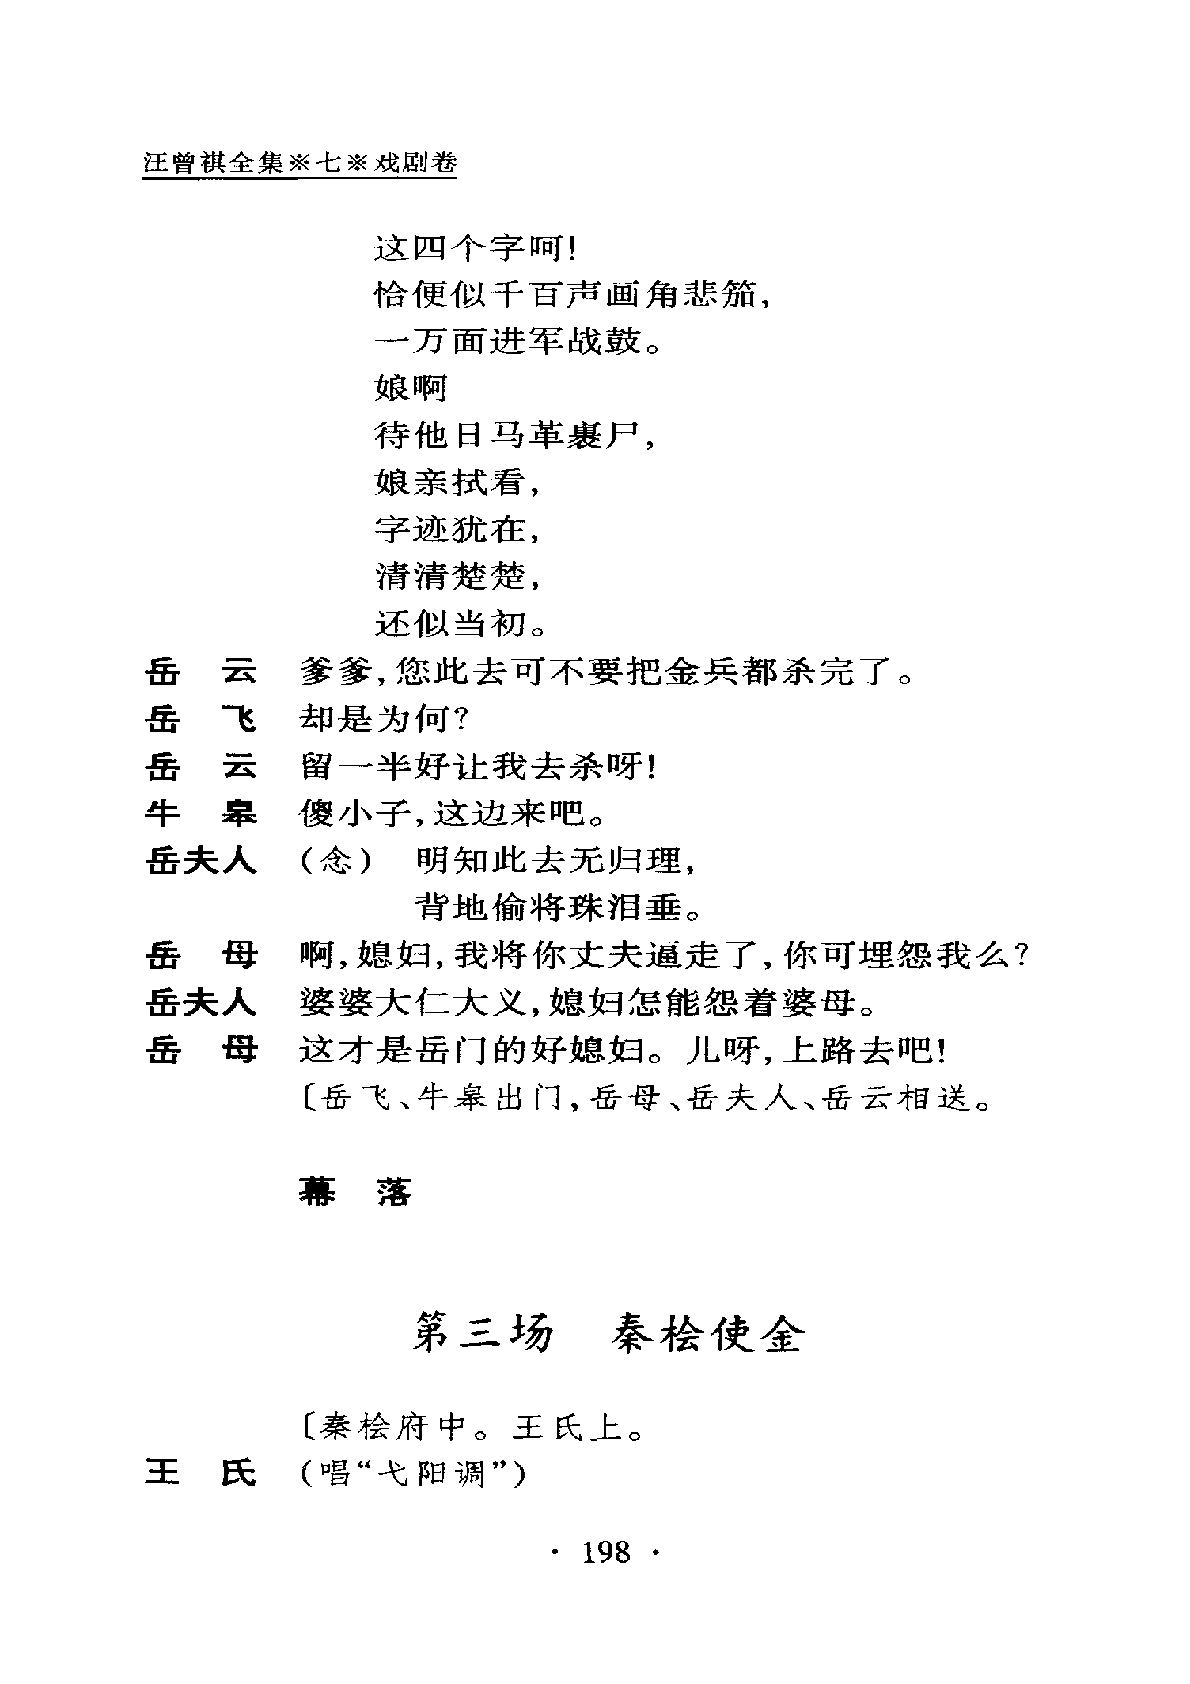 汪曾祺全集※七※戏剧卷
这四个字呵!
恰便似千百声画角悲笳,
一万面进军战鼓。
娘啊
待他日马革裹尸,
娘亲拭看,
字迹犹在,
清清楚楚,
还似当初。
岳　云　爹爹,您此去可不要把金兵都杀完了。
岳　飞　却是为何?
岳　云　留一半好让我去杀呀!
牛　皋　傻小子,这边来吧。
岳夫人　(念)　明知此去无归理,
背地偷将珠泪垂。
岳　母　啊,媳妇,我将你丈夫逼走了,你可埋怨我么?
岳夫人　婆婆大仁大义,媳妇怎能怨着婆母。
岳　母　这才是岳门的好媳妇。儿呀,上路去吧!
〔岳飞、牛皋出门,岳母、岳夫人、岳云相送。
幕　落
第三场　秦桧使金
〔秦桧府中。王氏上。
王　氏　(唱“弋阳调”)
· 198 ·